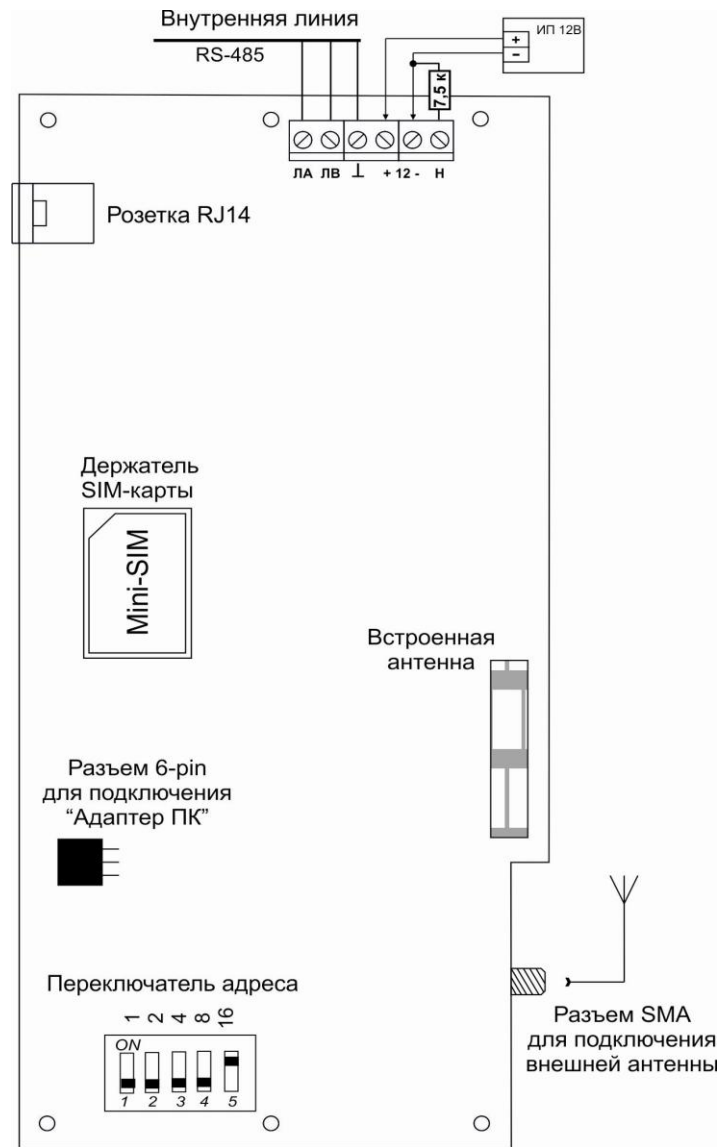 Внутренняя линия
RS-485
ИП 12В
+
−
7,5 к
ЛА ЛВ ⊥ + 12 - Н
Розетка RJ14
Держатель
SIM-карты
Mini-SIM
Встроенная
антенна
Разъем 6-pin
для подключения
“Адаптер ПК”
Переключатель адреса
1 2 4 8 16
ON
1 2 3 4 5
Разъем SMA
для подключения
внешней антенны